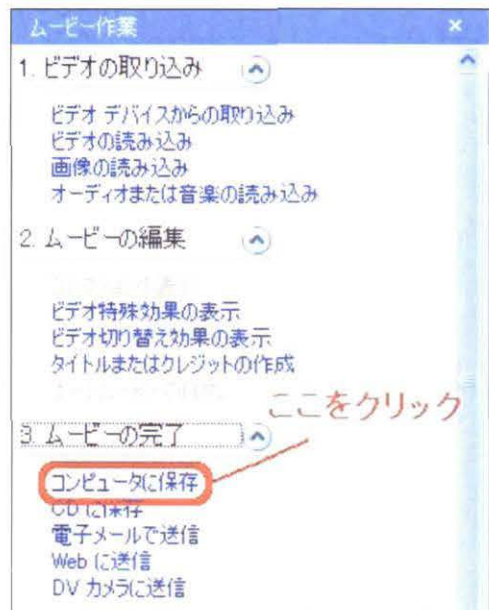 ムービー作業
1. ビデオの取り込み
ビデオ デバイスからの取り込み
ビデオの読み込み
画像の読み込み
オーディオまたは音楽の読み込み
2. ムービーの編集
ビデオ特殊効果の表示
ビデオ切り替え効果の表示
タイトルまたはクレジットの作成
ここをクリック
3. ムービーの完了
コンピュータに保存
CD に保存
電子メールで送信
Web に送信
DV カメラに送信